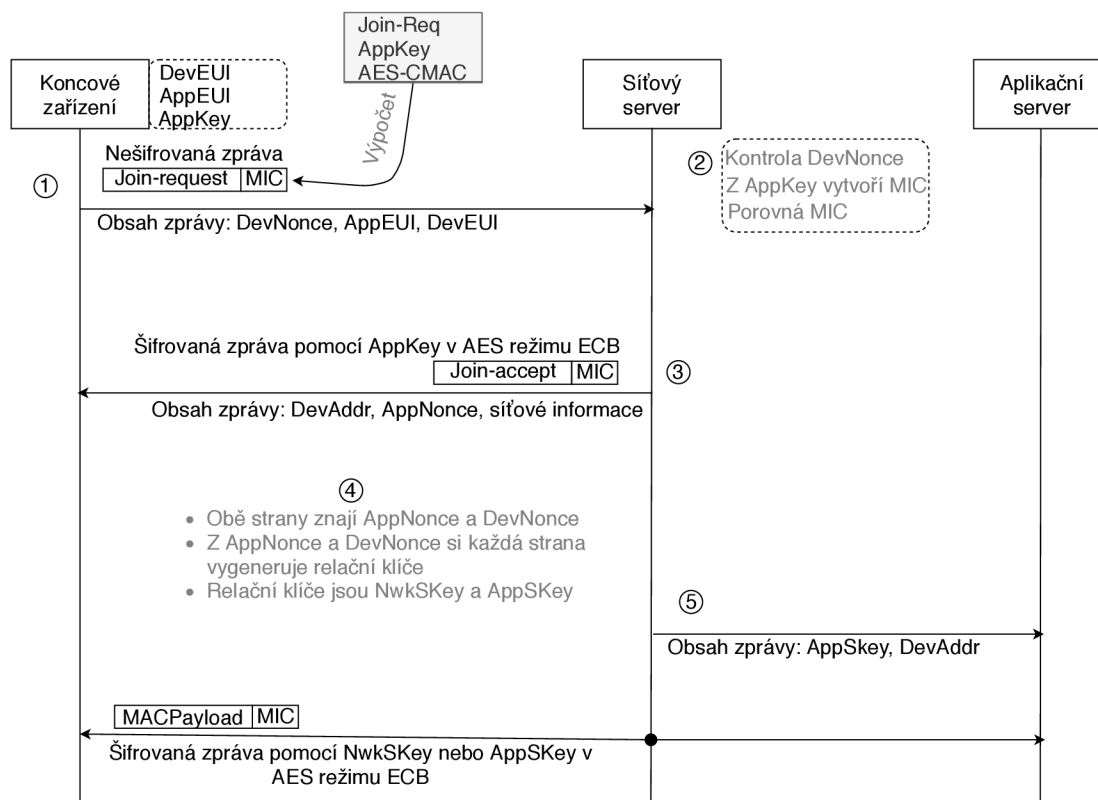 Join-Req
AppKey
AES-CMAC
Koncové
zařízení
DevEUI
AppEUI
AppKey
Síťový
server
Aplikační
server
Výpočet
Nešifrovaná zpráva
1
Join-request MIC
Obsah zprávy: DevNonce, AppEUI, DevEUI
2
Kontrola DevNonce
Z AppKey vytvoří MIC
Porovná MIC
Šifrovaná zpráva pomocí AppKey v AES režimu ECB
Join-accept MIC
3
Obsah zprávy: DevAddr, AppNonce, síťové informace
4
• Obě strany znají AppNonce a DevNonce
• Z AppNonce a DevNonce si každá strana
vygeneruje relační klíče
• Relační klíče jsou NwkSKey a AppSKey
5
Obsah zprávy: AppSkey, DevAddr
MACPayload MIC
Šifrovaná zpráva pomocí NwkSKey nebo AppSKey v
AES režimu ECB